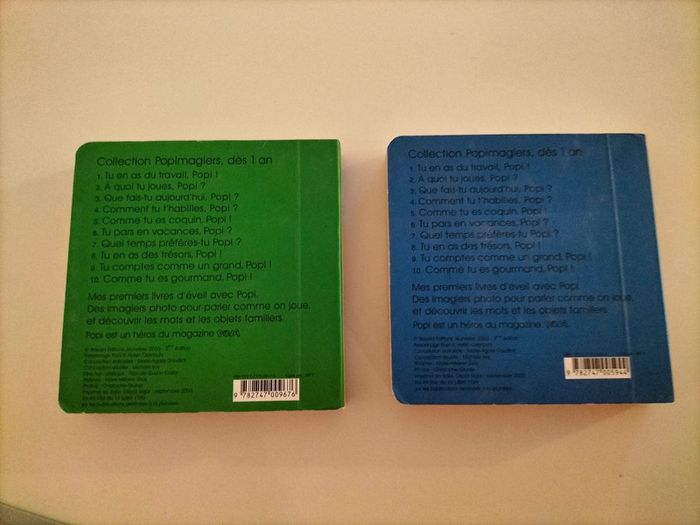 Collection Popimagiers, dès 1 an
1. Tu en as du travail, Popi !
2. À quoi tu joues, Popi ?
3. Que fais-tu aujourd'hui, Popi ?
4. Comment tu t'habilles, Popi ?
5. Comme tu es coquin, Popi !
6. Tu pars en vacances, Popi ?
7. Quel temps préfères-tu Popi ?
8. Tu en as des trésors, Popi !
9. Tu comptes comme un grand, Popi !
10. Comme tu es gourmand, Popi !
Mes premiers livres d'éveil avec Popi.
Des imagiers photo pour parler comme on joue,
et découvrir les mots et les objets familiers.
Popi est un héros du magazine POPI.
© Bayard Éditions Jeunesse 2003
9 782747 009676
Collection Popimagiers, dès 1 an
1. Tu en as du travail, Popi !
2. À quoi tu joues, Popi ?
3. Que fais-tu aujourd'hui, Popi ?
4. Comment tu t'habilles, Popi ?
5. Comme tu es coquin, Popi !
6. Tu pars en vacances, Popi ?
7. Quel temps préfères-tu Popi ?
8. Tu en as des trésors, Popi !
9. Tu comptes comme un grand, Popi !
10. Comme tu es gourmand, Popi !
Mes premiers livres d'éveil avec Popi.
Des imagiers photo pour parler comme on joue,
et découvrir les mots et les objets familiers.
Popi est un héros du magazine POPI.
© Bayard Éditions Jeunesse 2003
9 782747 005944